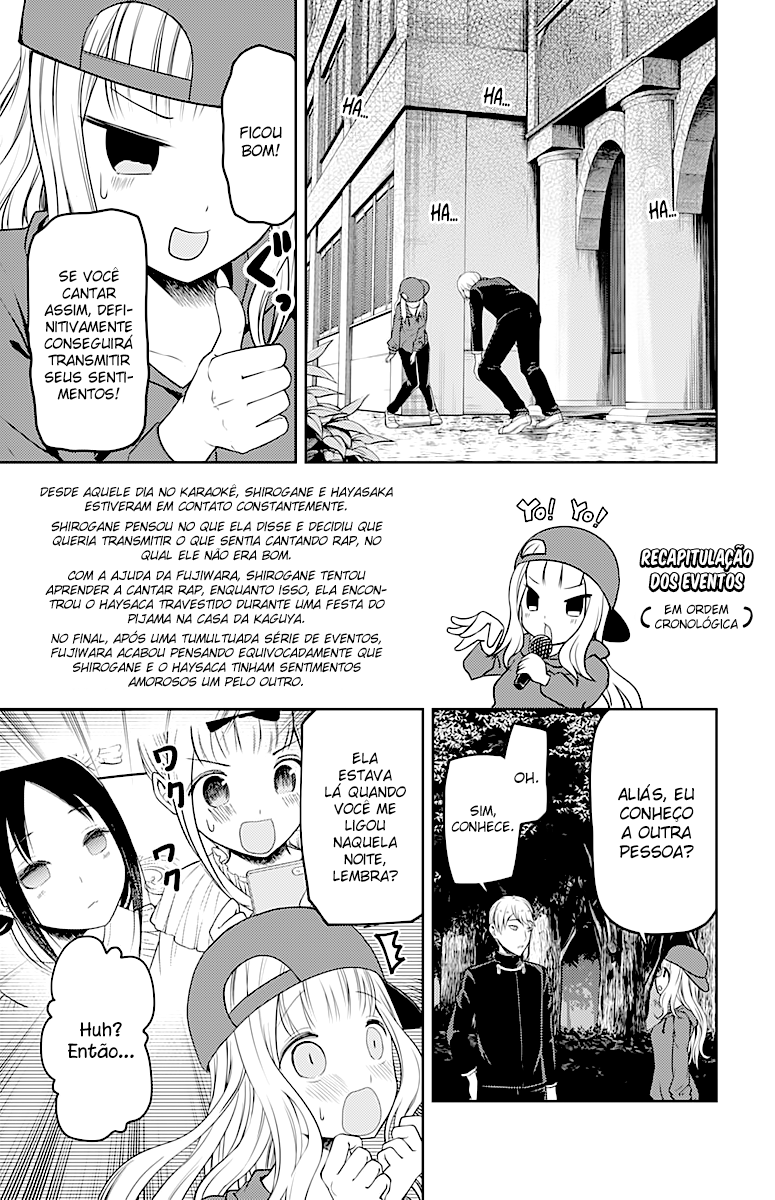 HA...
HA...
HA...
HA...
FICOU
BOM!
SE VOCÊ
CANTAR
ASSIM, DEFI-
NITIVAMENTE
CONSEGUIRÁ
TRANSMITIR
SEUS SENTI-
MENTOS!
グッ
Yo! Yo!
RECAPITULAÇÃO
DOS EVENTOS
EM ORDEM
CRONOLÓGICA
DESDE AQUELE DIA NO KARAOKÊ, SHIROGANE E HAYASAKA
ESTIVERAM EM CONTATO CONSTANTEMENTE.
SHIROGANE PENSOU NO QUE ELA DISSE E DECIDIU QUE
QUERIA TRANSMITIR O QUE SENTIA CANTANDO RAP, NO
QUAL ELE NÃO ERA BOM.
COM A AJUDA DA FUJIWARA, SHIROGANE TENTOU
APRENDER A CANTAR RAP, ENQUANTO ISSO, ELA ENCON-
TROU O HAYSACA TRAVESTIDO DURANTE UMA FESTA DO
PIJAMA NA CASA DA KAGUYA.
NO FINAL, APÓS UMA TUMULTUADA SÉRIE DE EVENTOS,
FUJIWARA ACABOU PENSANDO EQUIVOCADAMENTE QUE
SHIROGANE E O HAYSACA TINHAM SENTIMENTOS
AMOROSOS UM PELO OUTRO.
ALIÁS, EU
CONHEÇO
A OUTRA
PESSOA?
OH.
SIM,
CONHECE.
ELA
ESTAVA
LÁ QUANDO
VOCÊ ME
LIGOU
NAQUELA
NOITE,
LEMBRA?
ワク
ワク
Huh?
Então...